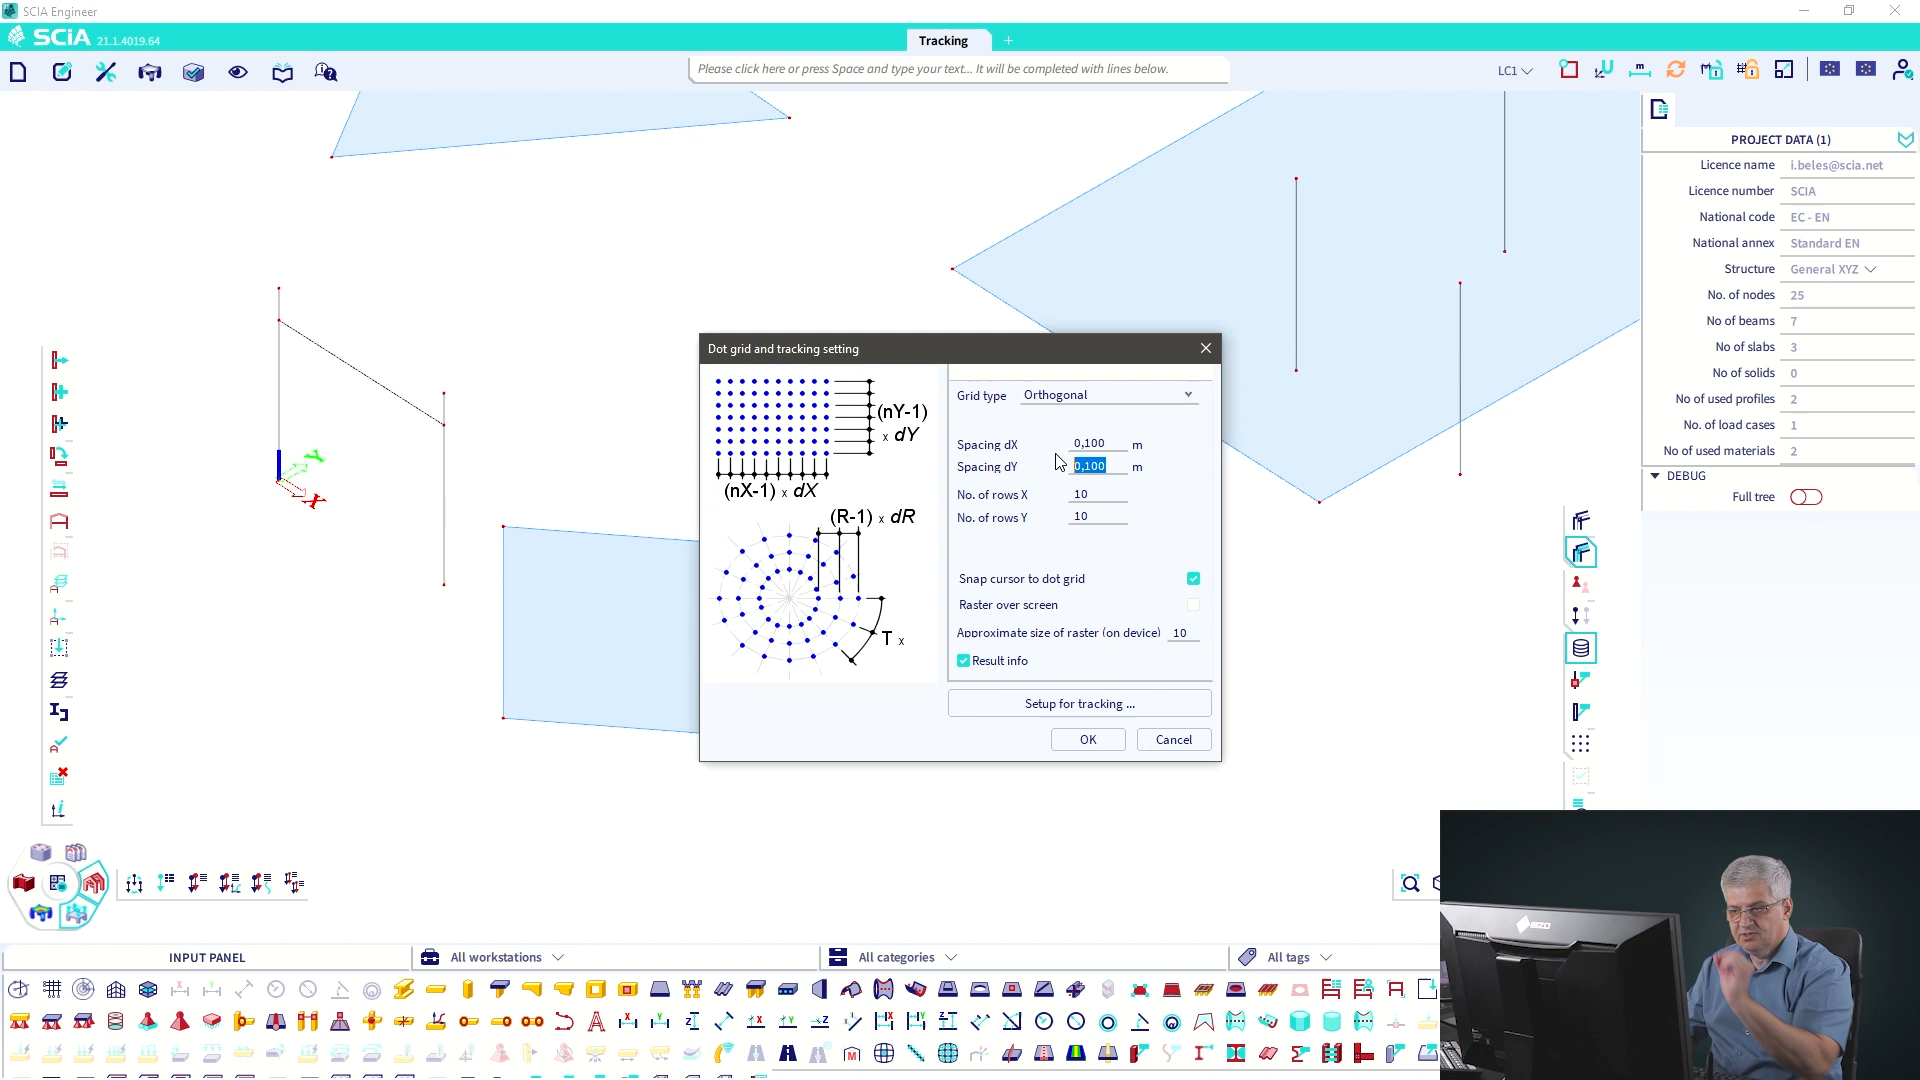 SCIA Engineer
SCIA 21.1.4019.64
Tracking
Please click here or press Space and type your text... It will be completed with lines below.
LC1
PROJECT DATA (1)
Licence name i.beles@scia.net
Licence number SCIA
National code EC - EN
National annex Standard EN
Structure General XYZ
No. of nodes 25
No of beams 7
No of slabs 3
No of solids 0
No of used profiles 2
No. of load cases 1
No of used materials 2
DEBUG
Full tree
Y
X
Dot grid and tracking setting
(nY-1)
x dY
(nX-1) x dX
(R-1) x dR
T x
Grid type Orthogonal
Spacing dX 0,100 m
Spacing dY 0,100 m
No. of rows X 10
No. of rows Y 10
Snap cursor to dot grid
Raster over screen
Approximate size of raster (on device) 10
Result info
Setup for tracking ...
OK
Cancel
INPUT PANEL
All workstations
All categories
All tags
EIZO